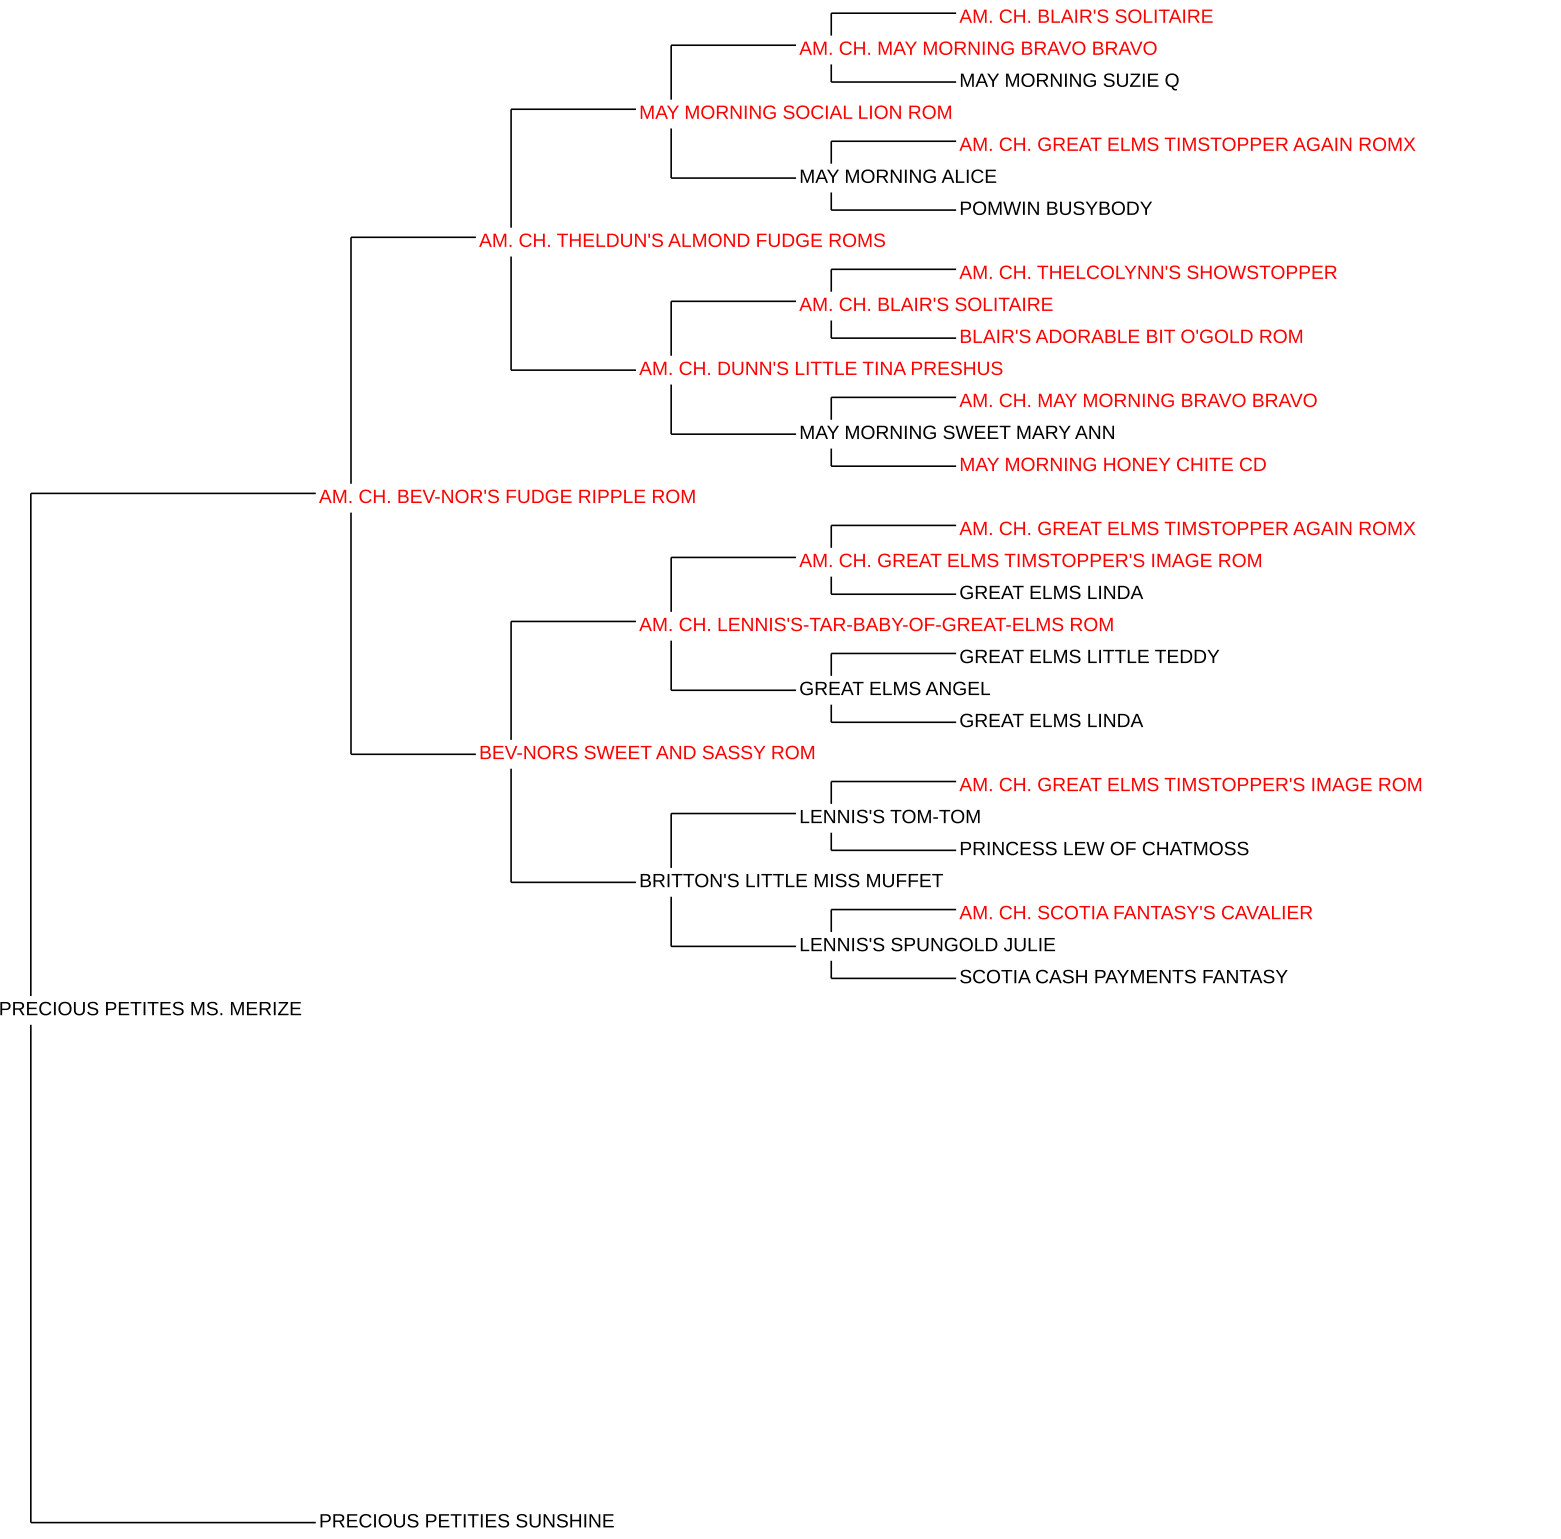 AM. CH. BLAIR'S SOLITAIRE
AM. CH. MAY MORNING BRAVO BRAVO
MAY MORNING SUZIE Q
MAY MORNING SOCIAL LION ROM
AM. CH. GREAT ELMS TIMSTOPPER AGAIN ROMX
MAY MORNING ALICE
POMWIN BUSYBODY
AM. CH. THELDUN'S ALMOND FUDGE ROMS
AM. CH. THELCOLYNN'S SHOWSTOPPER
AM. CH. BLAIR'S SOLITAIRE
BLAIR'S ADORABLE BIT O'GOLD ROM
AM. CH. DUNN'S LITTLE TINA PRESHUS
AM. CH. MAY MORNING BRAVO BRAVO
MAY MORNING SWEET MARY ANN
MAY MORNING HONEY CHITE CD
AM. CH. BEV-NOR'S FUDGE RIPPLE ROM
AM. CH. GREAT ELMS TIMSTOPPER AGAIN ROMX
AM. CH. GREAT ELMS TIMSTOPPER'S IMAGE ROM
GREAT ELMS LINDA
AM. CH. LENNIS'S-TAR-BABY-OF-GREAT-ELMS ROM
GREAT ELMS LITTLE TEDDY
GREAT ELMS ANGEL
GREAT ELMS LINDA
BEV-NORS SWEET AND SASSY ROM
AM. CH. GREAT ELMS TIMSTOPPER'S IMAGE ROM
LENNIS'S TOM-TOM
PRINCESS LEW OF CHATMOSS
BRITTON'S LITTLE MISS MUFFET
AM. CH. SCOTIA FANTASY'S CAVALIER
LENNIS'S SPUNGOLD JULIE
SCOTIA CASH PAYMENTS FANTASY
PRECIOUS PETITES MS. MERIZE
PRECIOUS PETITIES SUNSHINE